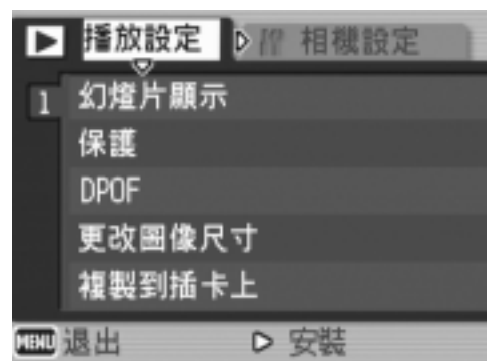 播放設定 相機設定
1 幻燈片顯示
保護
DPOF
更改圖像尺寸
複製到插卡上
MENU 退出 安裝